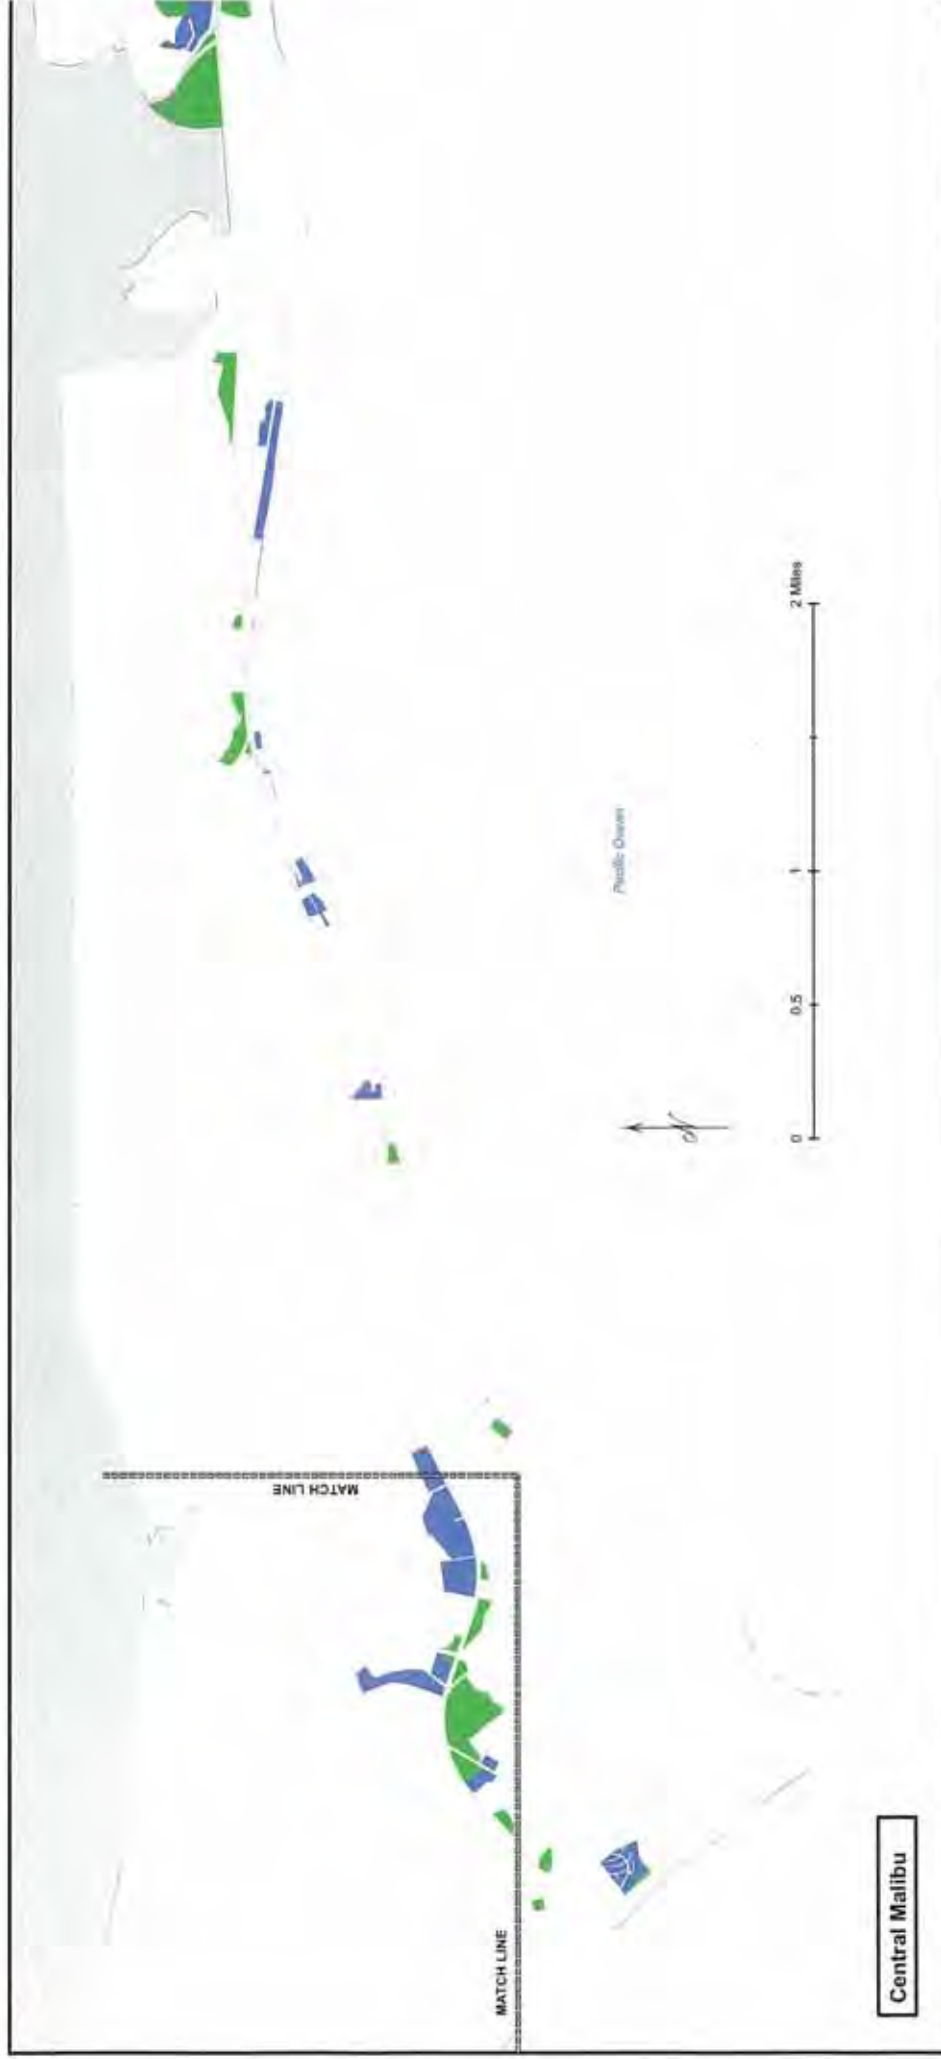 MATCH LINE
MATCH LINE
Pacific Ocean
N
0
0.5
1
2 Miles
Central Malibu